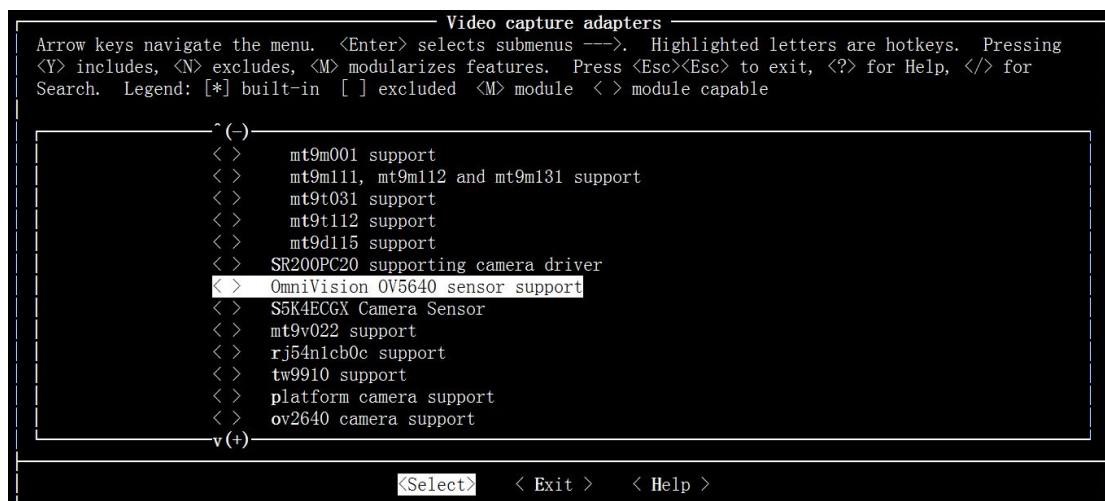 Video capture adapters
Arrow keys navigate the menu.  <Enter> selects submenus --->.  Highlighted letters are hotkeys.  Pressing
<Y> includes, <N> excludes, <M> modularizes features.  Press <Esc><Esc> to exit, <?> for Help, </> for
Search.  Legend: [*] built-in  [ ] excluded  <M> module  < > module capable
^(-)
< >   mt9m001 support
< >   mt9m111, mt9m112 and mt9m131 support
< >   mt9t031 support
< >   mt9t112 support
< >   mt9d115 support
< > SR200PC20 supporting camera driver
< > OmniVision OV5640 sensor support
< > S5K4ECGX Camera Sensor
< > mt9v022 support
< > rj54n1cb0c support
< > tw9910 support
< > platform camera support
< > ov2640 camera support
v(+)
<Select>    < Exit >    < Help >